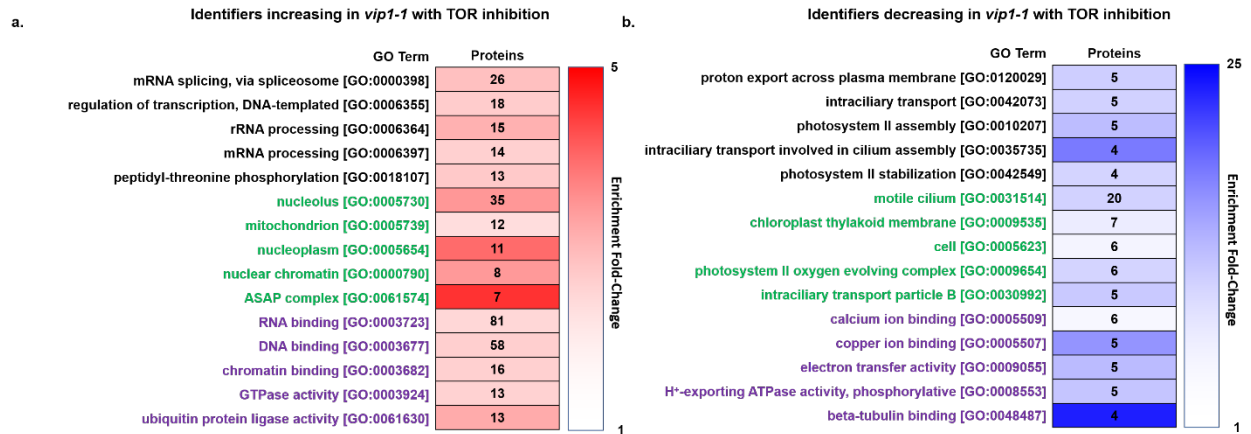 a.
Identifiers increasing in vip1-1 with TOR inhibition
GO Term Proteins
mRNA splicing, via spliceosome [GO:0000398] 26
regulation of transcription, DNA-templated [GO:0006355] 18
rRNA processing [GO:0006364] 15
mRNA processing [GO:0006397] 14
peptidyl-threonine phosphorylation [GO:0018107] 13
nucleolus [GO:0005730] 35
mitochondrion [GO:0005739] 12
nucleoplasm [GO:0005654] 11
nuclear chromatin [GO:0000790] 8
ASAP complex [GO:0061574] 7
RNA binding [GO:0003723] 81
DNA binding [GO:0003677] 58
chromatin binding [GO:0003682] 16
GTPase activity [GO:0003924] 13
ubiquitin protein ligase activity [GO:0061630] 13
5
Enrichment Fold-Change
1
b.
Identifiers decreasing in vip1-1 with TOR inhibition
GO Term Proteins
proton export across plasma membrane [GO:0120029] 5
intraciliary transport [GO:0042073] 5
photosystem II assembly [GO:0010207] 5
intraciliary transport involved in cilium assembly [GO:0035735] 4
photosystem II stabilization [GO:0042549] 4
motile cilium [GO:0031514] 20
chloroplast thylakoid membrane [GO:0009535] 7
cell [GO:0005623] 6
photosystem II oxygen evolving complex [GO:0009654] 6
intraciliary transport particle B [GO:0030992] 5
calcium ion binding [GO:0005509] 6
copper ion binding [GO:0005507] 5
electron transfer activity [GO:0009055] 5
H⁺-exporting ATPase activity, phosphorylative [GO:0008553] 5
beta-tubulin binding [GO:0048487] 4
25
Enrichment Fold-Change
1